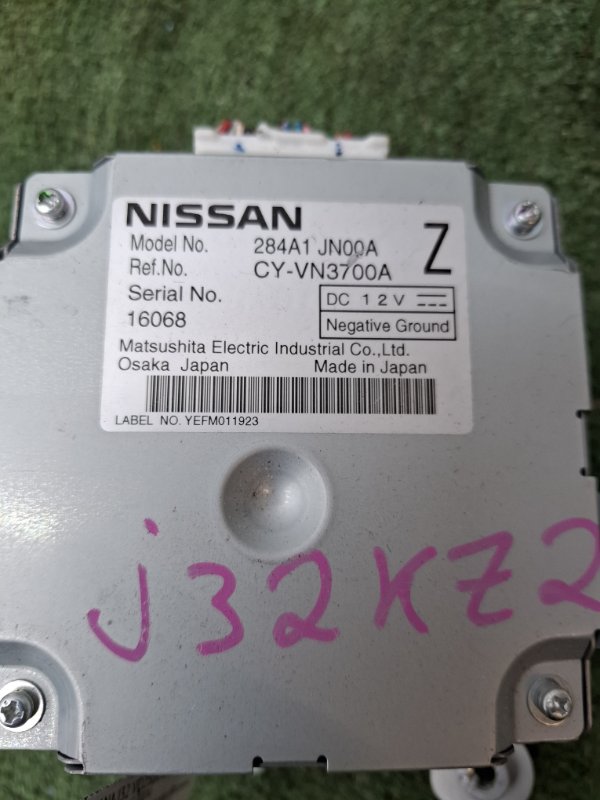 NISSAN
Model No. 284A1 JN00A Z
Ref.No. CY-VN3700A
Serial No. DC 12V
16068 Negative Ground
Matsushita Electric Industrial Co.,Ltd.
Osaka Japan Made in Japan
LABEL NO. YEFM011923
j32KZ2